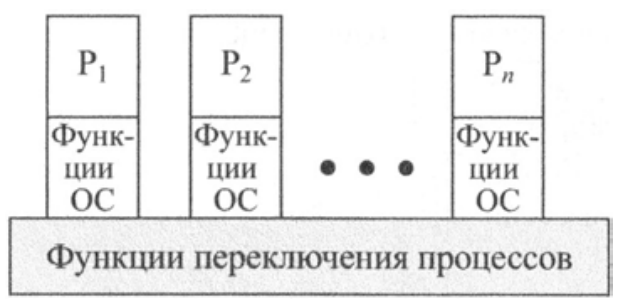 P1 P2 Pn
Функ-
ции
ОС
Функ-
ции
ОС
Функ-
ции
ОС
Функции переключения процессов